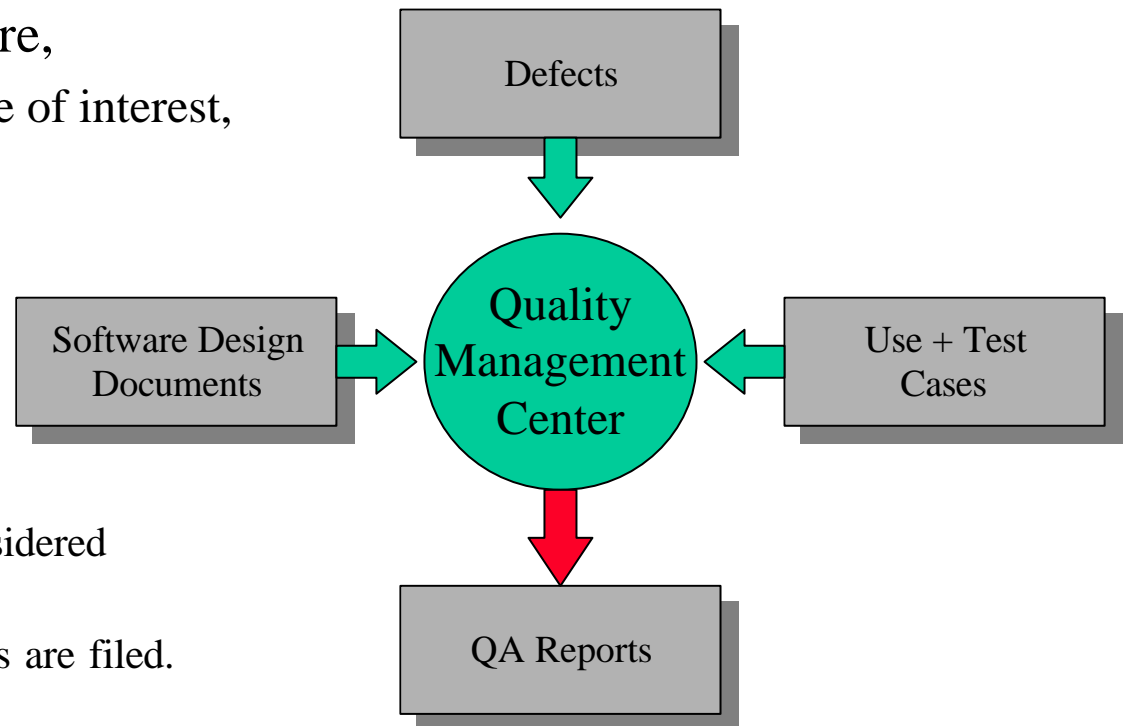 re,
e of interest,
Defects
Software Design
Documents
Quality
Management
Center
Use + Test
Cases
sidered
s are filed.
QA Reports